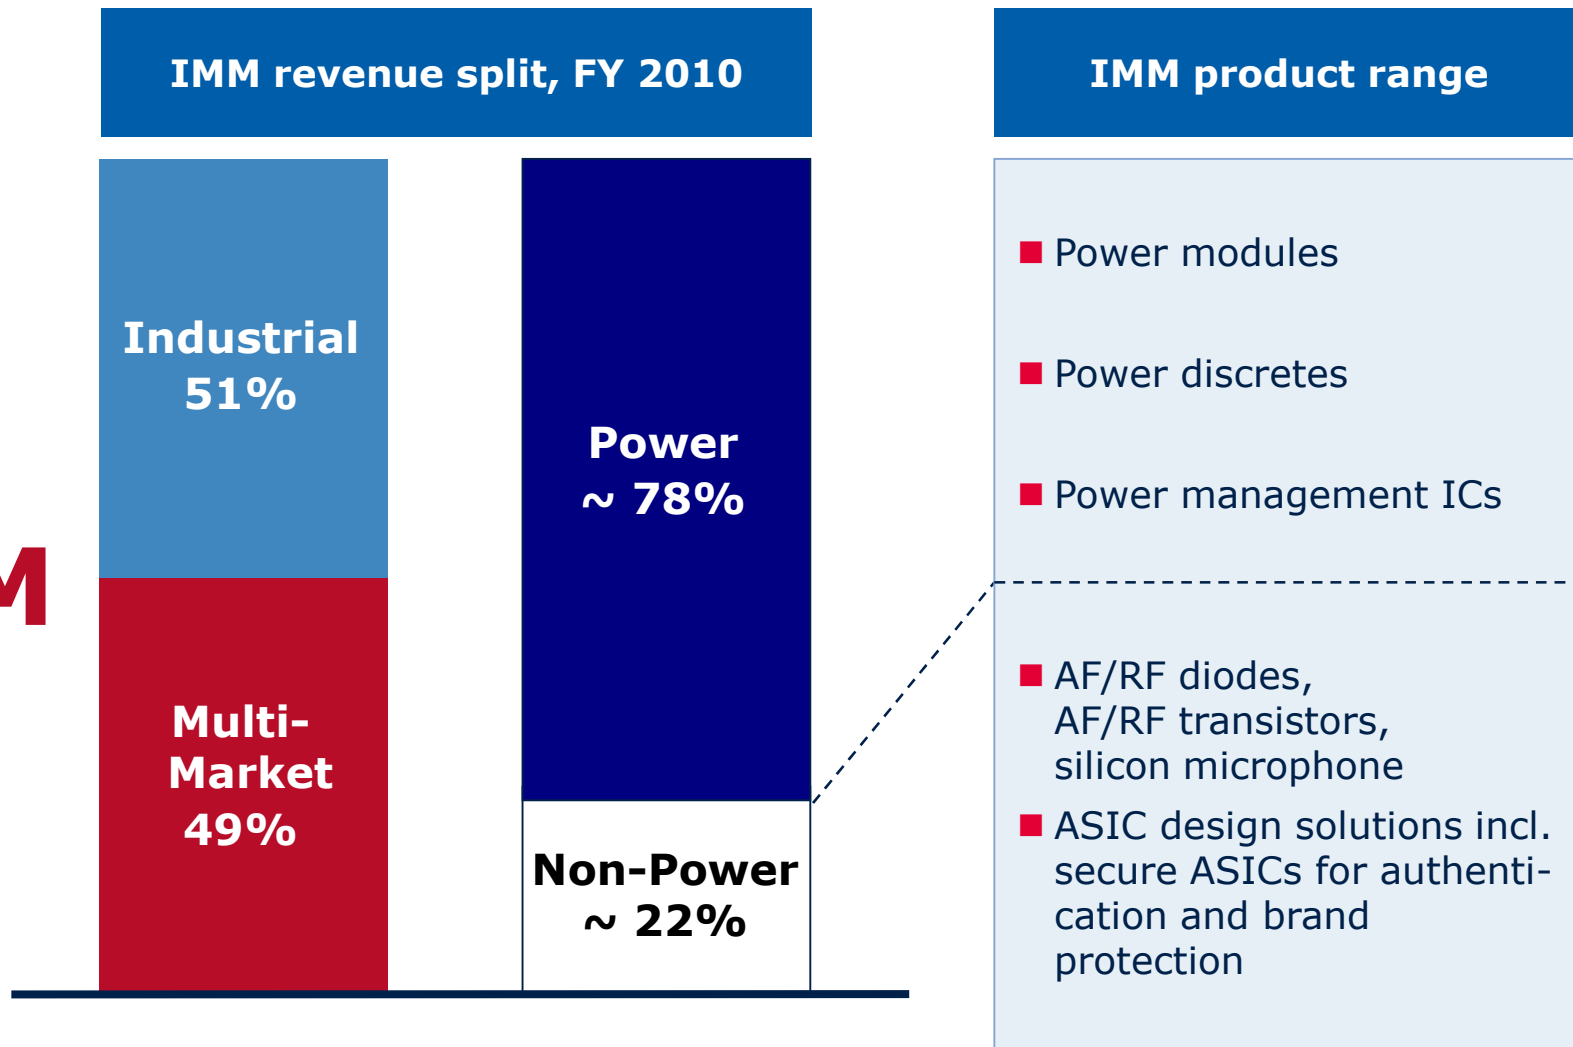 IMM revenue split, FY 2010
IMM product range
Industrial
51%
Multi-
Market
49%
Power
~ 78%
Non-Power
~ 22%
M
Power modules
Power discretes
Power management ICs
AF/RF diodes,
AF/RF transistors,
silicon microphone
ASIC design solutions incl.
secure ASICs for authenti-
cation and brand
protection